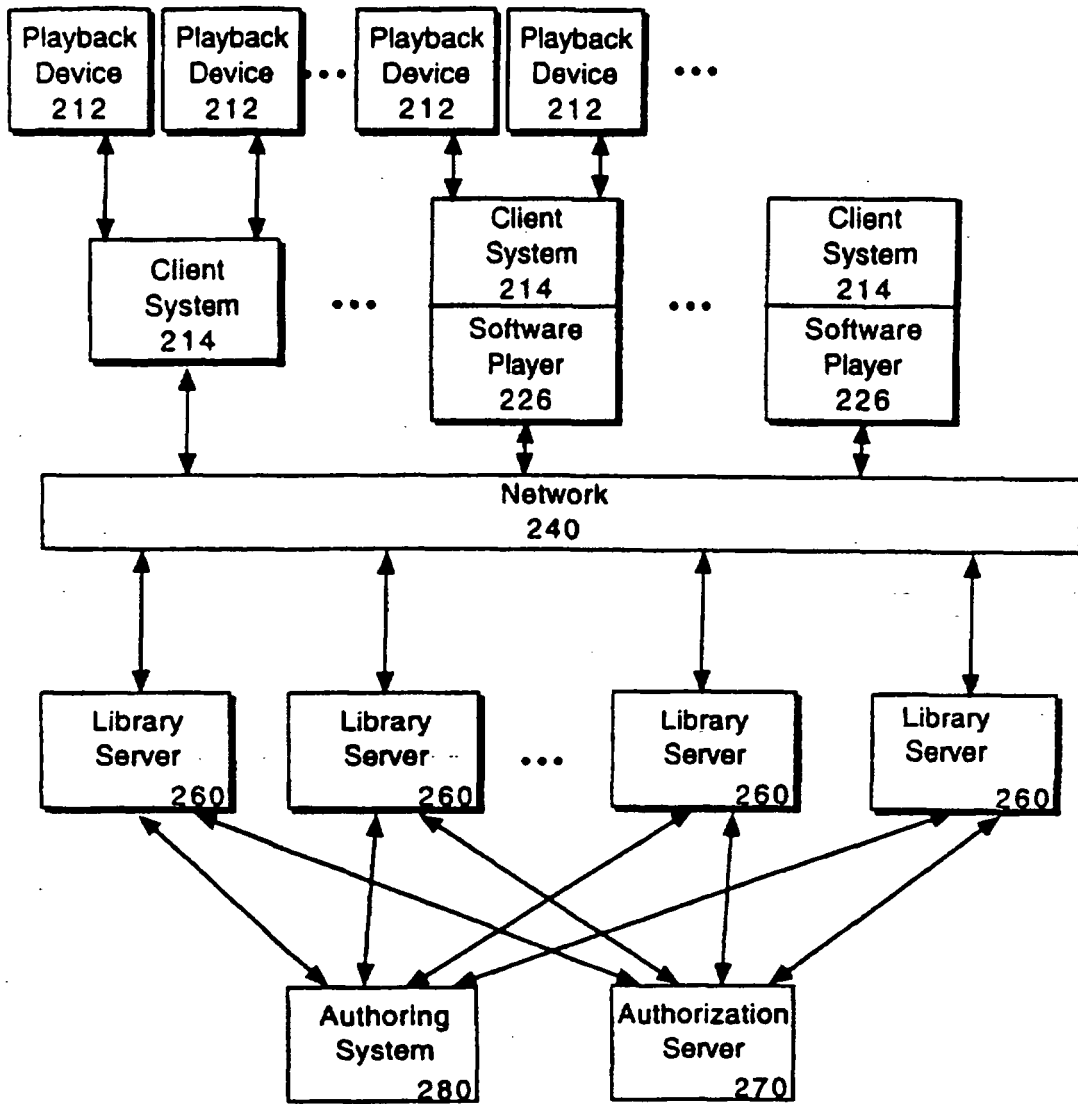 Playback
Device
212
Playback
Device
212
Playback
Device
212
Playback
Device
212
Client
System
214
Client
System
214
Software
Player
226
Client
System
214
Software
Player
226
Network
240
Library
Server
260
Library
Server
260
Library
Server
260
Library
Server
260
Authoring
System
280
Authorization
Server
270